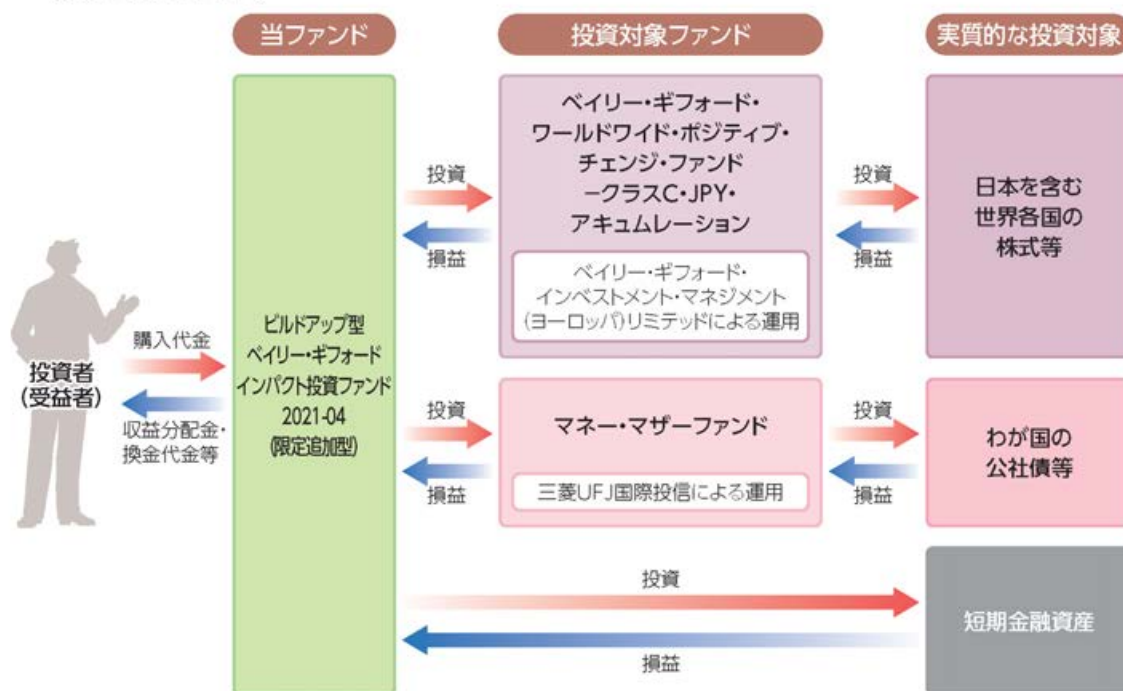 当ファンド
投資対象ファンド
実質的な投資対象
投資者
(受益者)
購入代金
収益分配金・
換金代金等
ビルドアップ型
ベイリー・ギフォード
インパクト投資ファンド
2021-04
(限定追加型)
投資
損益
ベイリー・ギフォード・
ワールドワイド・ポジティブ・
チェンジ・ファンド
－クラスC・JPY・
アキュムレーション
ベイリー・ギフォード・
インベストメント・マネジメント
(ヨーロッパ)リミテッドによる運用
投資
損益
日本を含む
世界各国の
株式等
投資
損益
マネー・マザーファンド
三菱UFJ国際投信による運用
投資
損益
わが国の
公社債等
投資
損益
短期金融資産